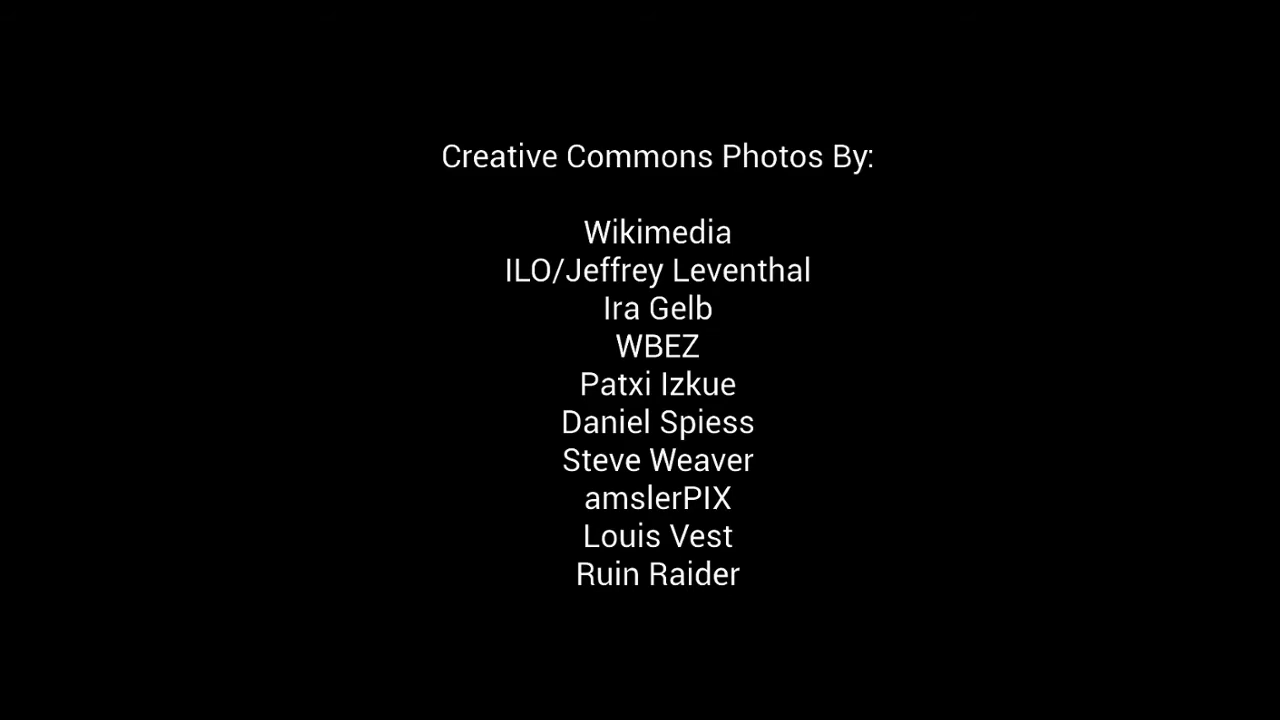 Creative Commons Photos By:
Wikimedia
ILO/Jeffrey Leventhal
Ira Gelb
WBEZ
Patxi Izkue
Daniel Spiess
Steve Weaver
amslerPIX
Louis Vest
Ruin Raider